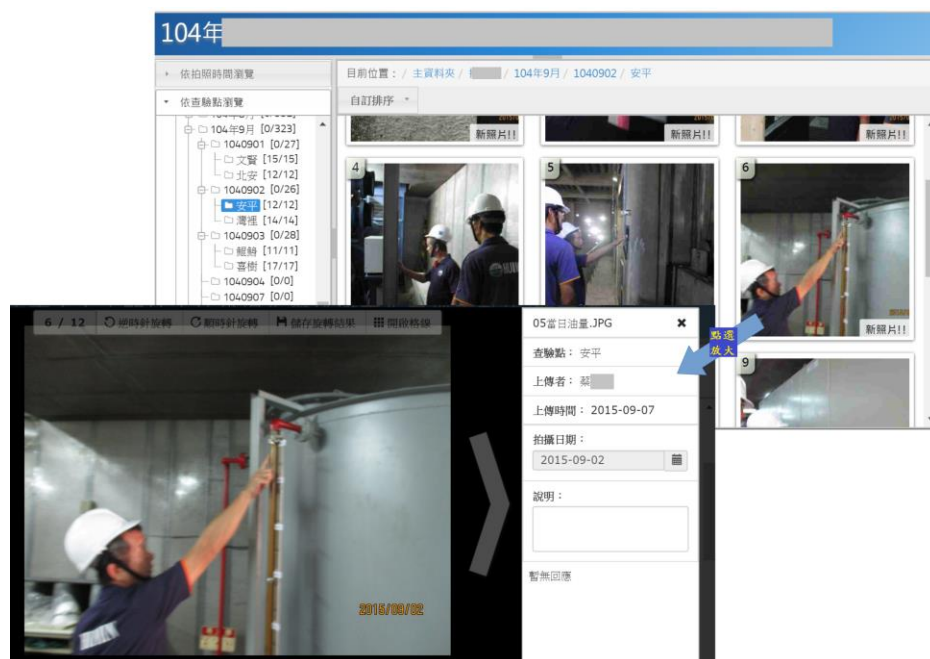 104年
依拍照時間瀏覽
依查驗點瀏覽
104年9月 [0/323]
1040901 [0/27]
文賢 [15/15]
北安 [12/12]
1040902 [0/26]
安平 [12/12]
灣裡 [14/14]
1040903 [0/28]
鯤鯓 [11/11]
喜樹 [17/17]
1040904 [0/0]
1040907 [0/0]
目前位置： / 主資料夾 / / 104年9月 / 1040902 / 安平
自訂排序
新照片!!
新照片!!
新照片!!
4
5
6
新照片!!
9
點選
放大
6 / 12 逆時針旋轉 順時針旋轉 儲存旋轉結果 開啟格線
2015/09/02
05當日油量.JPG
查驗點： 安平
上傳者： 蔡
上傳時間： 2015-09-07
拍攝日期：
2015-09-02
說明：
暫無回應